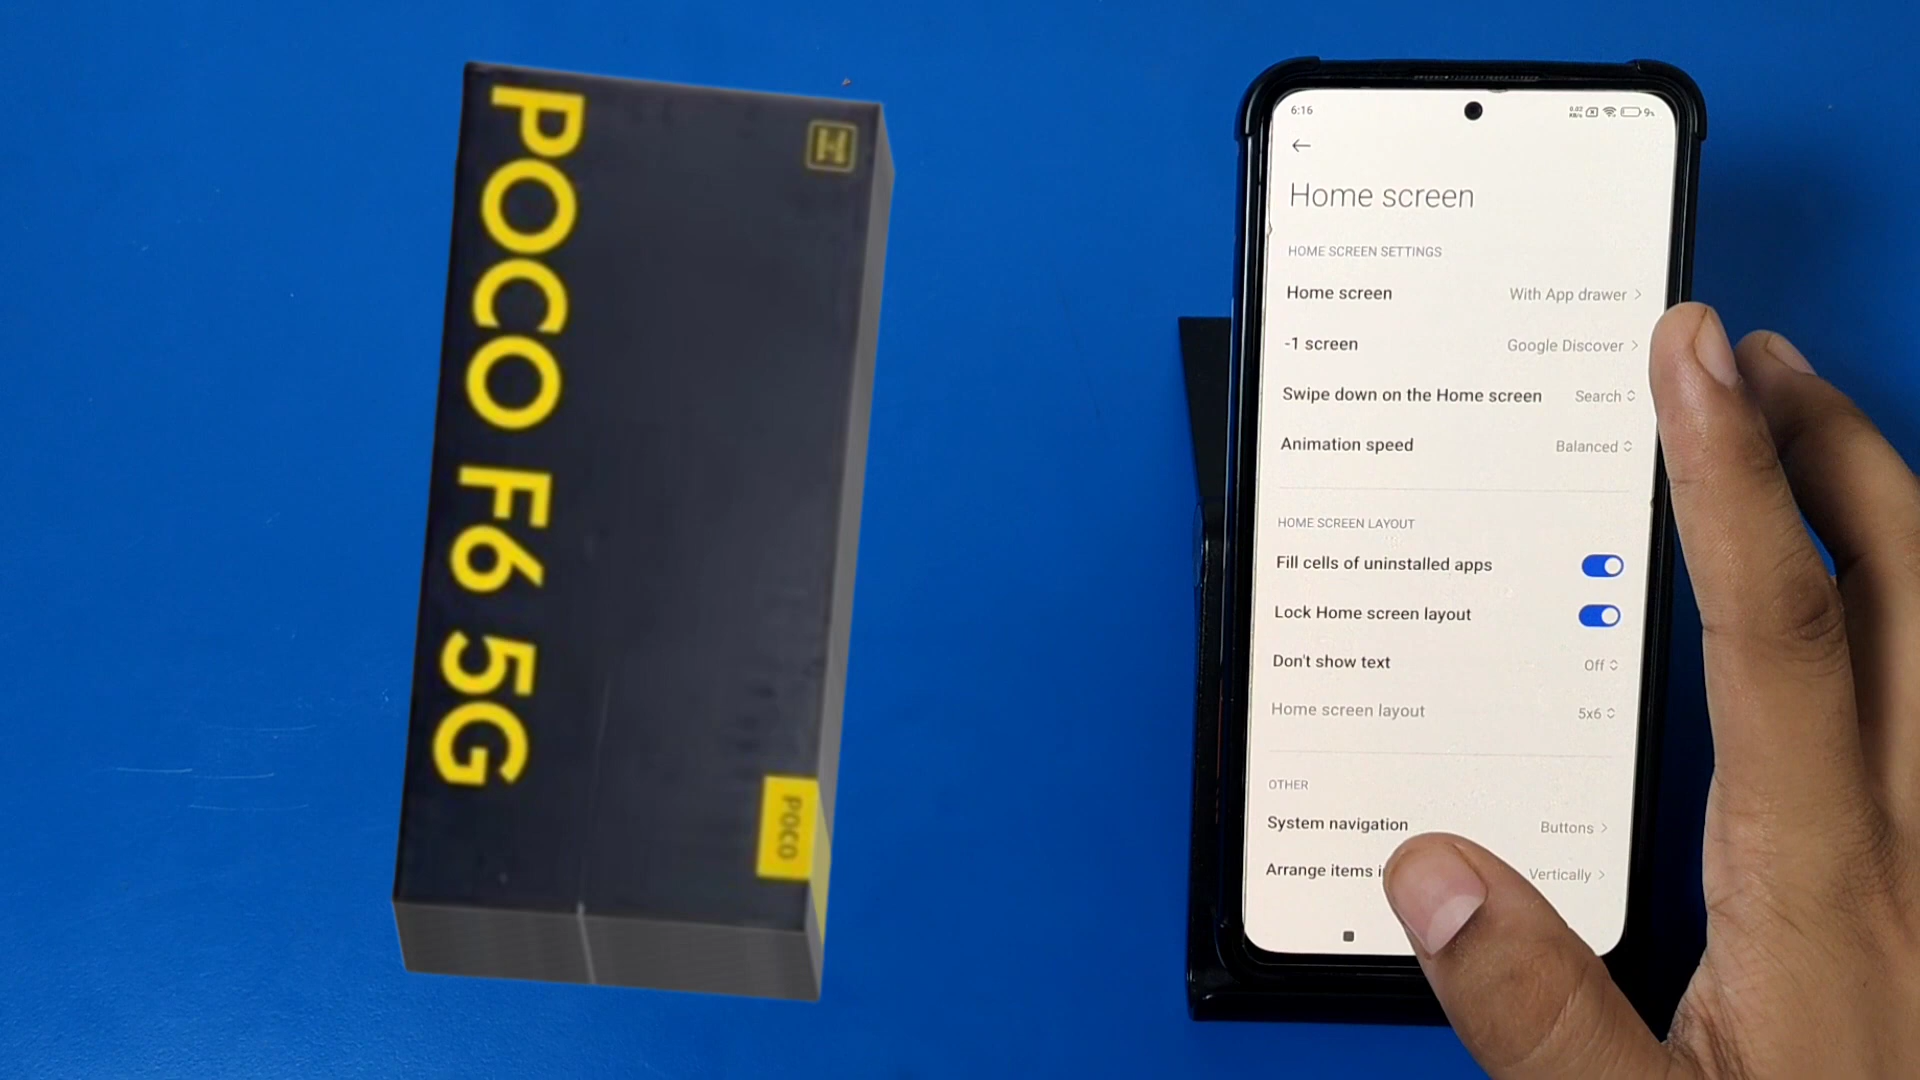 POCO F6 5G
POCO
6:16
9%
Home screen
HOME SCREEN SETTINGS
Home screen With App drawer
-1 screen Google Discover
Swipe down on the Home screen Search
Animation speed Balanced
HOME SCREEN LAYOUT
Fill cells of uninstalled apps
Lock Home screen layout
Don't show text Off
Home screen layout 5x6
OTHER
System navigation Buttons
Arrange items i Vertically